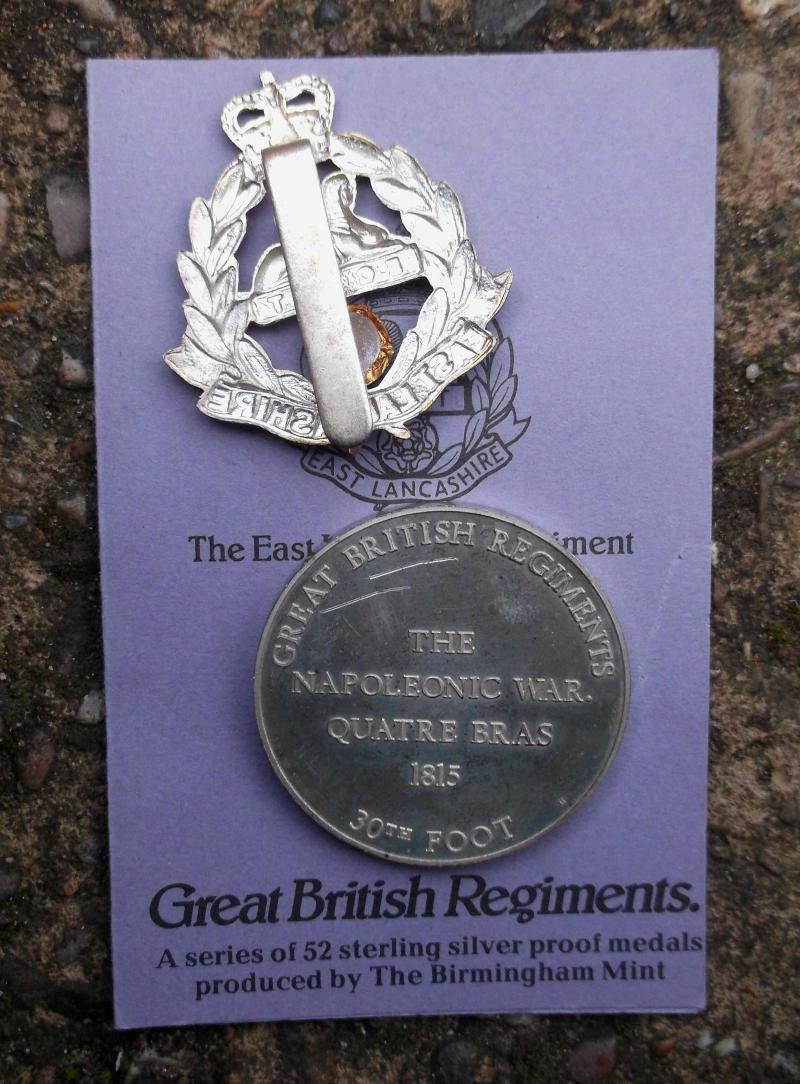 EAST LANCASHIRE
The East
iment
GREAT BRITISH REGIMENTS
THE
NAPOLEONIC WAR.
QUATRE BRAS
1815
30TH FOOT
Great British Regiments.
A series of 52 sterling silver proof medals
produced by The Birmingham Mint